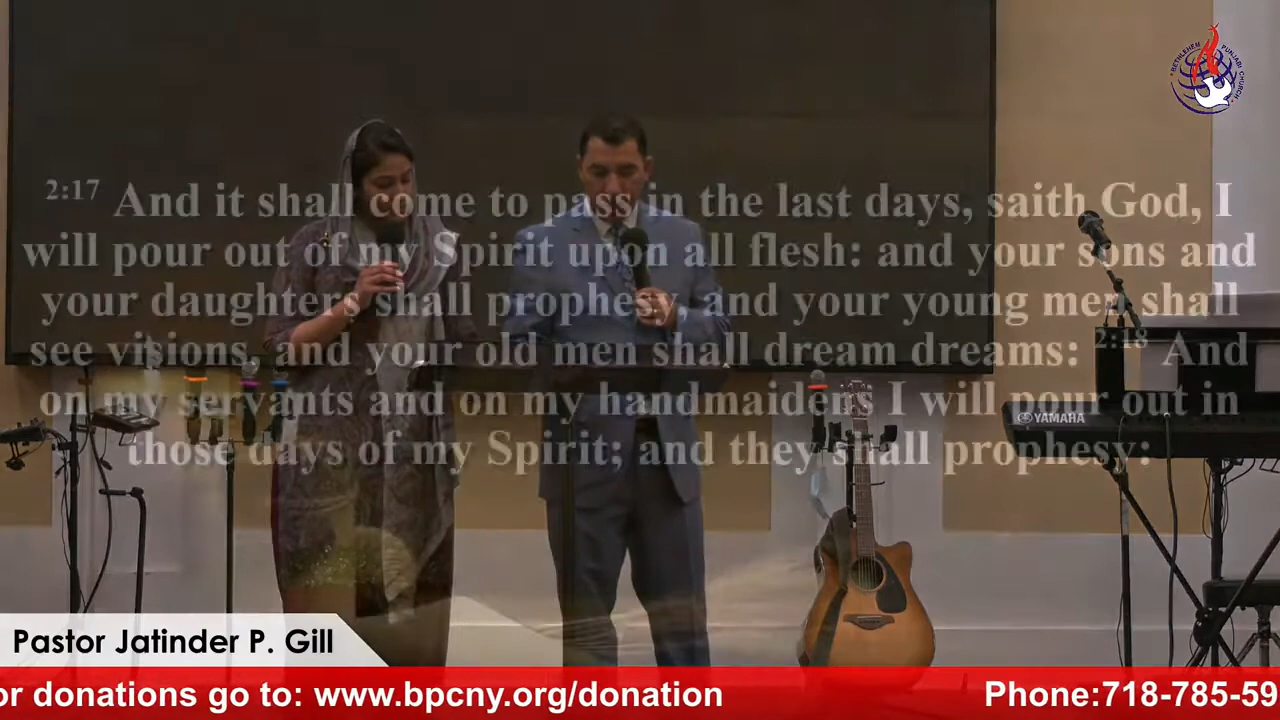 BETHLEHEM PUNJABI CHURCH
2:17 And it shall come to pass in the last days, saith God, I
will pour out of my Spirit upon all flesh: and your sons and
your daughters shall prophesy, and your young men shall
see visions, and your old men shall dream dreams: 2:18 And
on my servants and on my handmaidens I will pour out in
those days of my Spirit; and they shall prophesy:
YAMAHA
Pastor Jatinder P. Gill
or donations go to: www.bpcny.org/donation
Phone:718-785-59